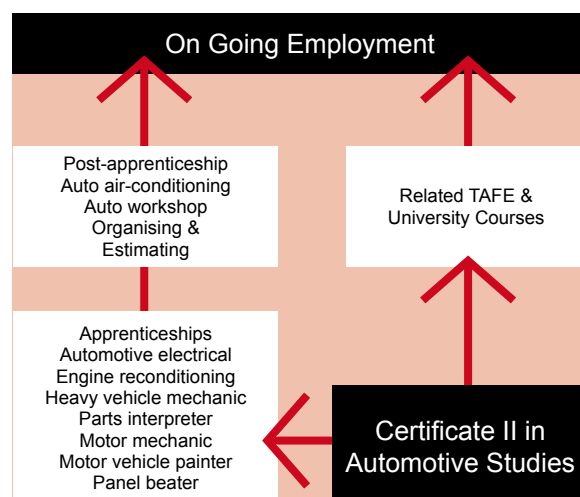 On Going Employment
Post-apprenticeship
Auto air-conditioning
Auto workshop
Organising &
Estimating
Related TAFE &
University Courses
Apprenticeships
Automotive electrical
Engine reconditioning
Heavy vehicle mechanic
Parts interpreter
Motor mechanic
Motor vehicle painter
Panel beater
Certificate II in
Automotive Studies